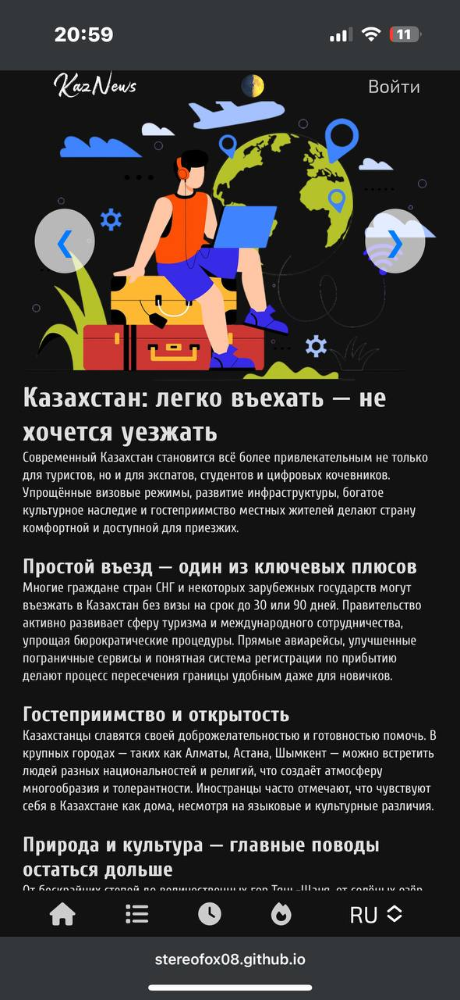 20:59
11
KazNews
Войти
Казахстан: легко въехать — не
хочется уезжать
Современный Казахстан становится всё более привлекательным не только
для туристов, но и для экспатов, студентов и цифровых кочевников.
Упрощённые визовые режимы, развитие инфраструктуры, богатое
культурное наследие и гостеприимство местных жителей делают страну
комфортной и доступной для приезжих.
Простой въезд — один из ключевых плюсов
Многие граждане стран СНГ и некоторых зарубежных государств могут
въезжать в Казахстан без визы на срок до 30 или 90 дней. Правительство
активно развивает сферу туризма и международного сотрудничества,
упрощая бюрократические процедуры. Прямые авиарейсы, улучшенные
пограничные сервисы и понятная система регистрации по прибытию
делают процесс пересечения границы удобным даже для новичков.
Гостеприимство и открытость
Казахстанцы славятся своей доброжелательностью и готовностью помочь. В
крупных городах — таких как Алматы, Астана, Шымкент — можно встретить
людей разных национальностей и религий, что создаёт атмосферу
многообразия и толерантности. Иностранцы часто отмечают, что чувствуют
себя в Казахстане как дома, несмотря на языковые и культурные различия.
Природа и культура — главные поводы
остаться дольше
От бескрайних степей до величественных гор Тянь-Шаня, от солёных озёр
RU
stereofox08.github.io